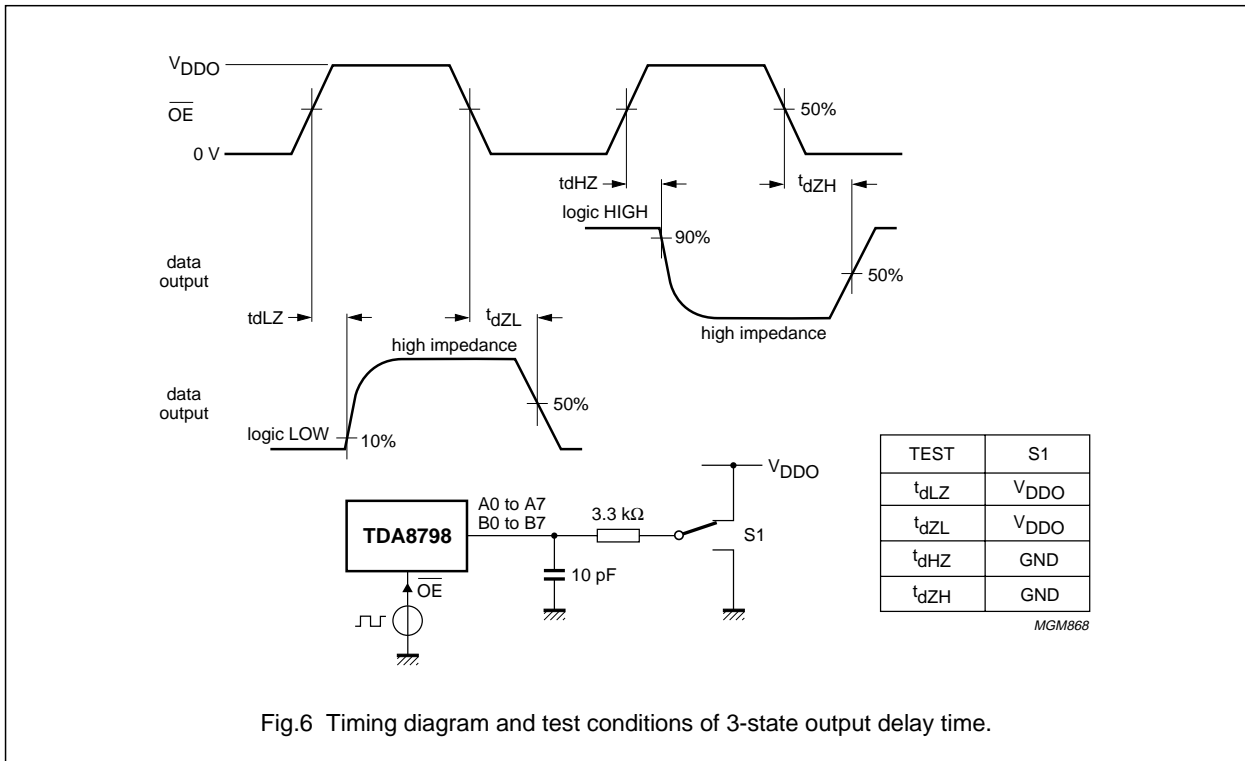 VDDO
OE
50%
0 V
tdHZ
tdZH
logic HIGH
90%
data
output
50%
tdLZ
tdZL
high impedance
high impedance
data
output
50%
logic LOW
10%
VDDO
A0 to A7
B0 to B7
3.3 kΩ
TDA8798
S1
10 pF
OE
TEST S1
tdLZ VDDO
tdZL VDDO
tdHZ GND
tdZH GND
MGM868
Fig.6 Timing diagram and test conditions of 3-state output delay time.